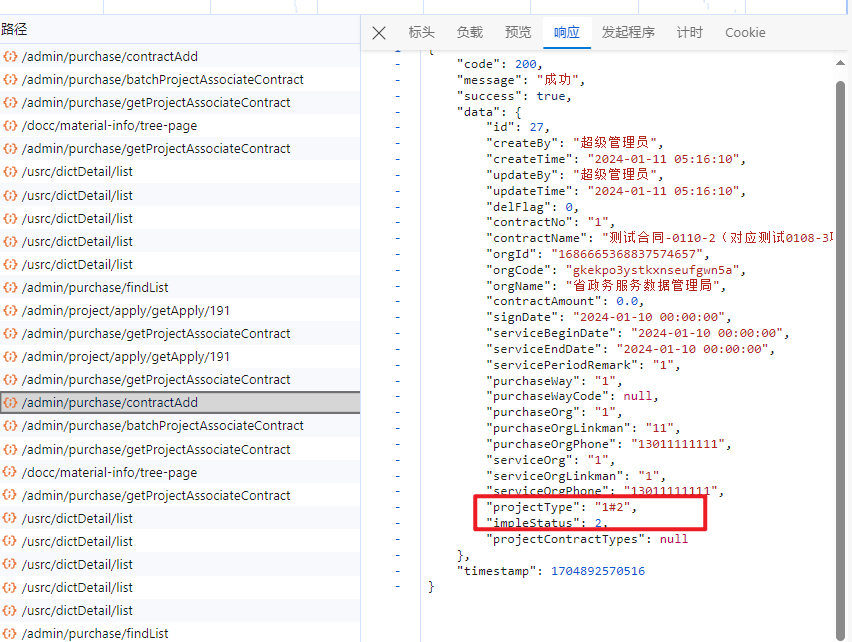 路径
/admin/purchase/contractAdd
/admin/purchase/batchProjectAssociateContract
/admin/purchase/getProjectAssociateContract
/docc/material-info/tree-page
/admin/purchase/getProjectAssociateContract
/usrc/dictDetail/list
/usrc/dictDetail/list
/usrc/dictDetail/list
/usrc/dictDetail/list
/usrc/dictDetail/list
/admin/purchase/findList
/admin/project/apply/getApply/191
/admin/purchase/getProjectAssociateContract
/admin/project/apply/getApply/191
/admin/purchase/getProjectAssociateContract
/admin/purchase/contractAdd
/admin/purchase/batchProjectAssociateContract
/admin/purchase/getProjectAssociateContract
/docc/material-info/tree-page
/admin/purchase/getProjectAssociateContract
/usrc/dictDetail/list
/usrc/dictDetail/list
/usrc/dictDetail/list
/usrc/dictDetail/list
/usrc/dictDetail/list
/admin/purchase/findList
标头 负载 预览 响应 发起程序 计时 Cookie
{
"code": 200,
"message": "成功",
"success": true,
"data": {
"id": 27,
"createBy": "超级管理员",
"createTime": "2024-01-11 05:16:10",
"updateBy": "超级管理员",
"updateTime": "2024-01-11 05:16:10",
"delFlag": 0,
"contractNo": "1",
"contractName": "测试合同-0110-2（对应测试0108-3项
"orgId": "1686665368837574657",
"orgCode": "gkekpo3ystkxnseufgwn5a",
"orgName": "省政务服务数据管理局",
"contractAmount": 0.0,
"signDate": "2024-01-10 00:00:00",
"serviceBeginDate": "2024-01-10 00:00:00",
"serviceEndDate": "2024-01-10 00:00:00",
"servicePeriodRemark": "1",
"purchaseWay": "1",
"purchaseWayCode": null,
"purchaseOrg": "1",
"purchaseOrgLinkman": "11",
"purchaseOrgPhone": "13011111111",
"serviceOrg": "1",
"serviceOrgLinkman": "1",
"serviceOrgPhone": "13011111111",
"projectType": "1#2",
"impleStatus": 2,
"projectContractTypes": null
},
"timestamp": 1704892570516
}